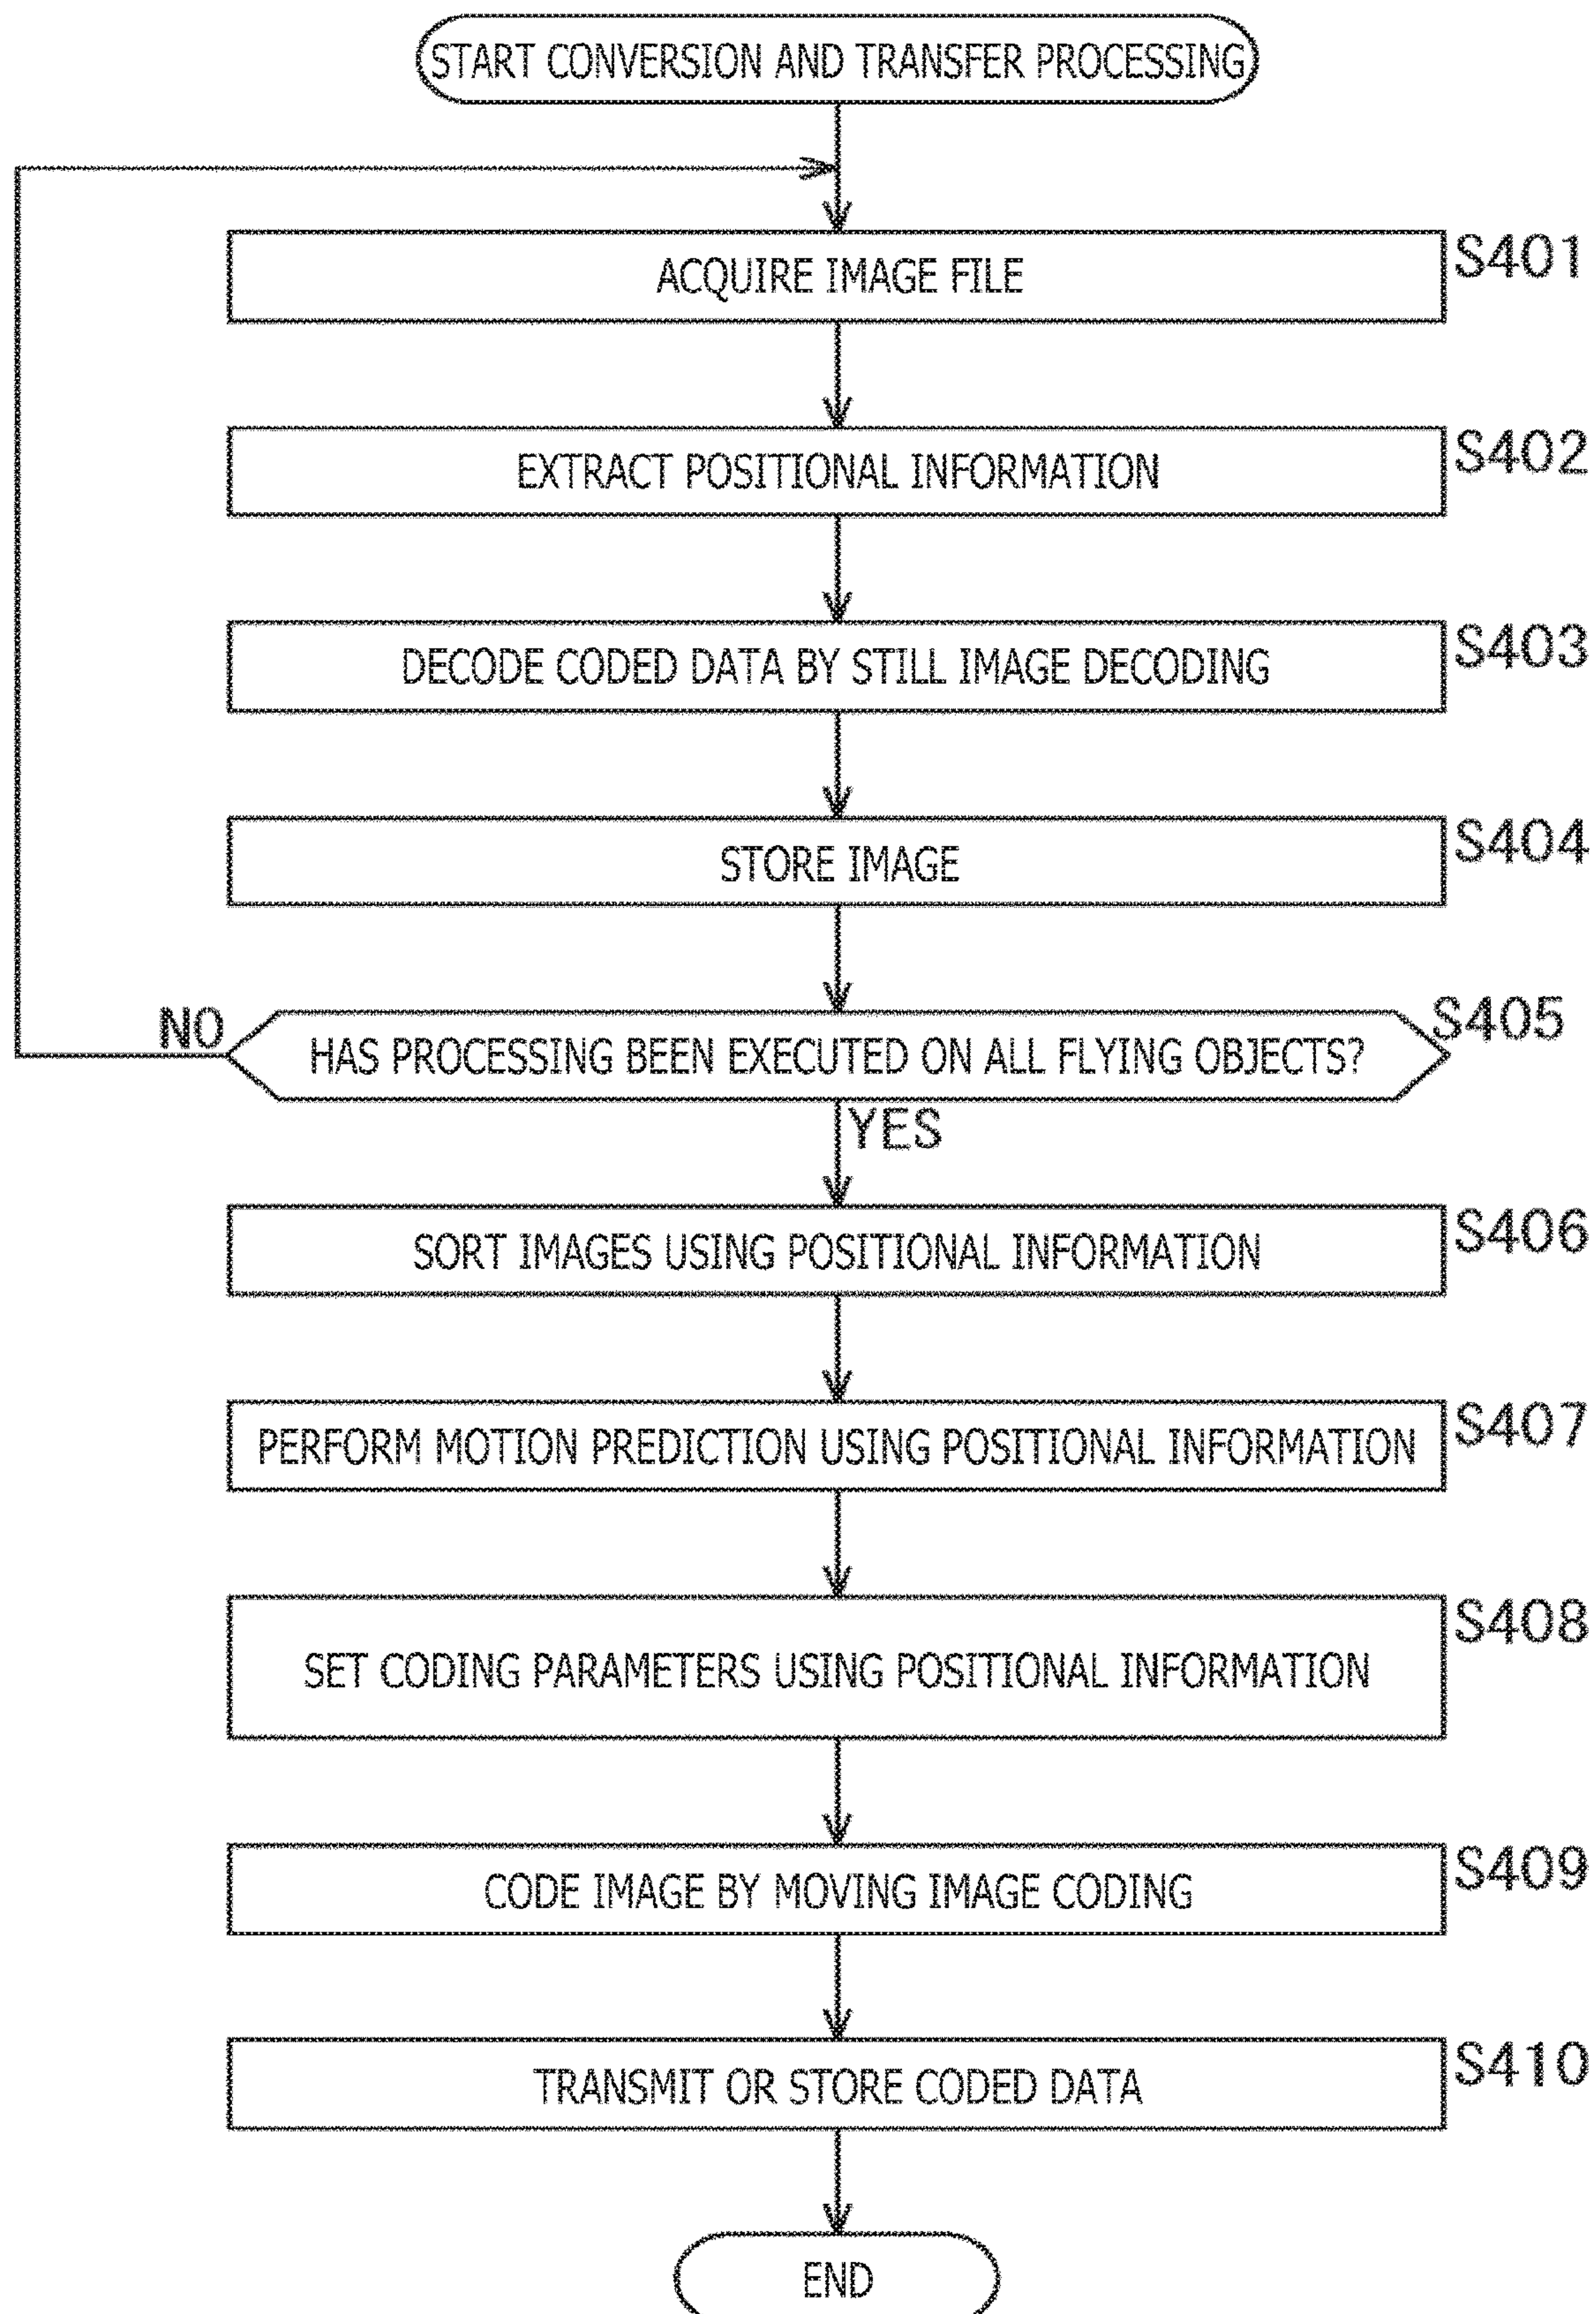 START CONVERSION AND TRANSFER PROCESSING
ACQUIRE IMAGE FILE
S401
EXTRACT POSITIONAL INFORMATION
S402
DECODE CODED DATA BY STILL IMAGE DECODING
S403
STORE IMAGE
S404
NO
HAS PROCESSING BEEN EXECUTED ON ALL FLYING OBJECTS?
S405
YES
SORT IMAGES USING POSITIONAL INFORMATION
S406
PERFORM MOTION PREDICTION USING POSITIONAL INFORMATION
S407
SET CODING PARAMETERS USING POSITIONAL INFORMATION
S408
CODE IMAGE BY MOVING IMAGE CODING
S409
TRANSMIT OR STORE CODED DATA
S410
END